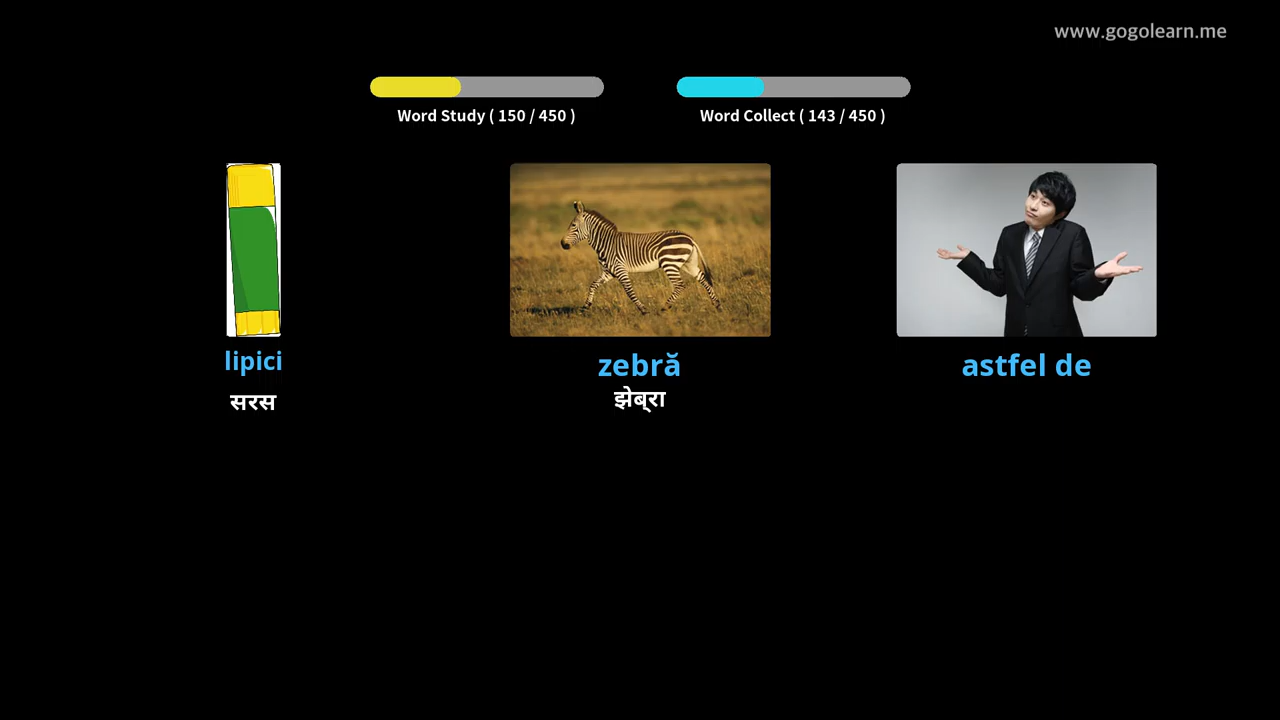 www.gogolearn.me
Word Study ( 150 / 450 )
Word Collect ( 143 / 450 )
lipici
zebră
astfel de
सरस
झेब्रा